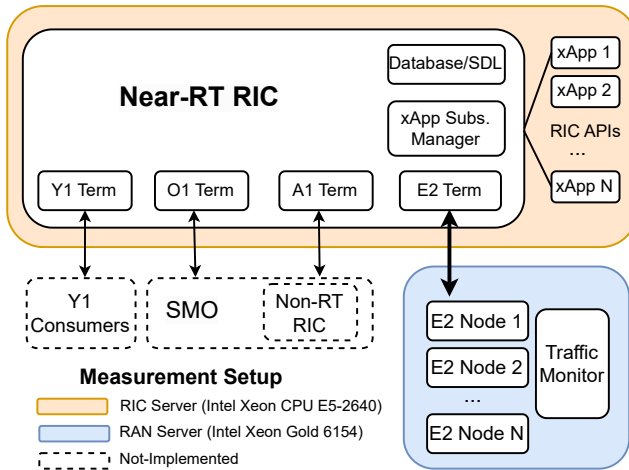 Near-RT RIC
Database/SDL
xApp Subs.
Manager
xApp 1
xApp 2
RIC APIs
...
xApp N
Y1 Term
O1 Term
A1 Term
E2 Term
Y1
Consumers
SMO
Non-RT
RIC
E2 Node 1
E2 Node 2
...
E2 Node N
Traffic
Monitor
Measurement Setup
RIC Server (Intel Xeon CPU E5-2640)
RAN Server (Intel Xeon Gold 6154)
Not-Implemented